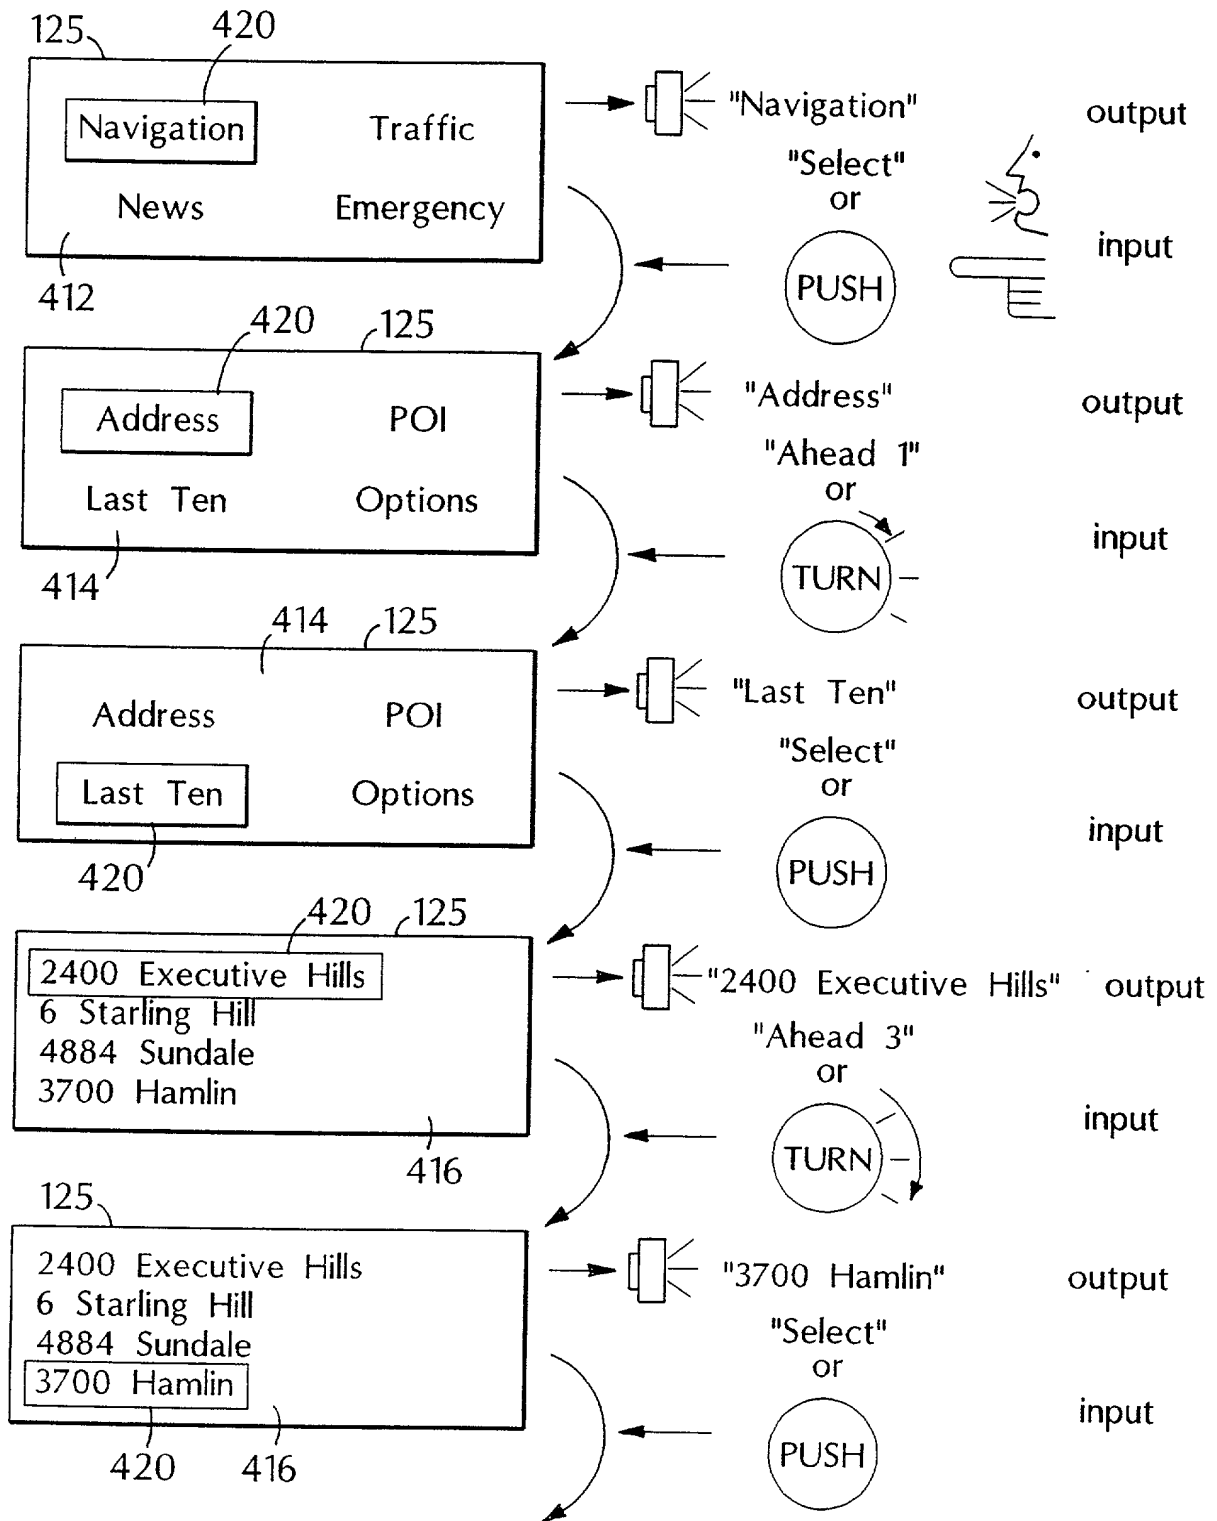 125 420
Navigation Traffic "Navigation" output
"Select"
or
News Emergency input
PUSH
412
420 125
Address POI "Address" output
"Ahead 1"
or
Last Ten Options input
TURN
414
414 125
Address POI "Last Ten" output
"Select"
or
Last Ten Options input
PUSH
420
420 125
2400 Executive Hills "2400 Executive Hills" output
6 Starling Hill
4884 Sundale "Ahead 3"
or
3700 Hamlin input
TURN
416
125
2400 Executive Hills "3700 Hamlin" output
6 Starling Hill
4884 Sundale "Select"
or
3700 Hamlin input
PUSH
420 416